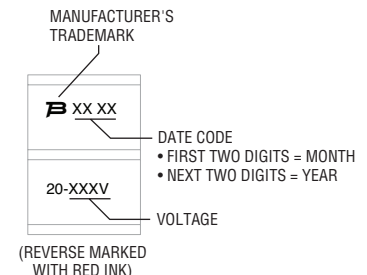 MANUFACTURER'S
TRADEMARK
XX XX
DATE CODE
• FIRST TWO DIGITS = MONTH
• NEXT TWO DIGITS = YEAR
20-XXXV
VOLTAGE
(REVERSE MARKED
WITH RED INK)